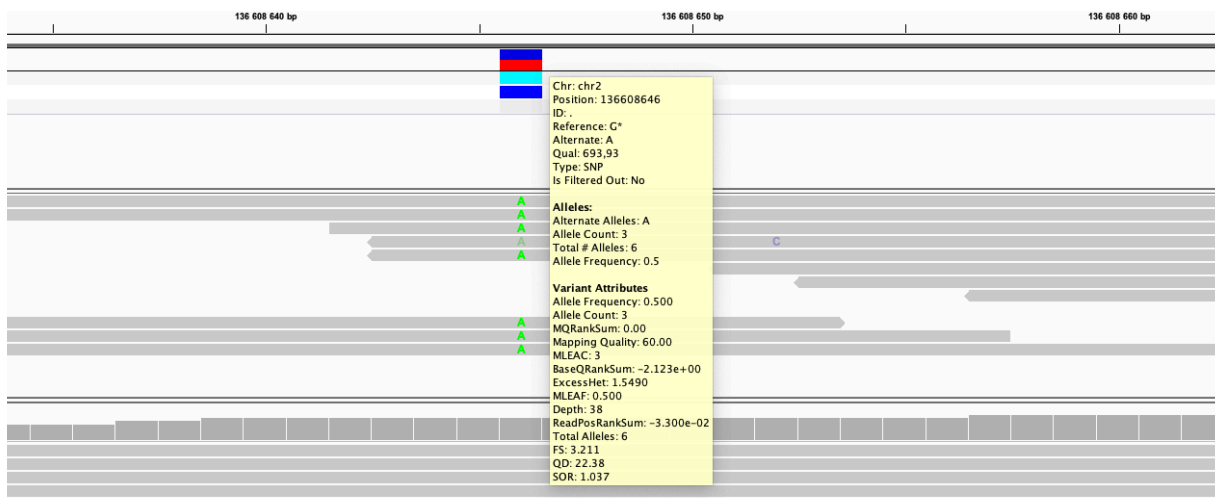 136 608 640 bp
136 608 650 bp
136 608 660 bp
Chr: chr2
Position: 136608646
ID: .
Reference: G*
Alternate: A
Qual: 693,93
Type: SNP
Is Filtered Out: No
Alleles:
Alternate Alleles: A
Allele Count: 3
Total # Alleles: 6
Allele Frequency: 0.5
Variant Attributes
Allele Frequency: 0.500
Allele Count: 3
MQRankSum: 0.00
Mapping Quality: 60.00
MLEAC: 3
BaseQRankSum: -2.123e+00
ExcessHet: 1.5490
MLEAF: 0.500
Depth: 38
ReadPosRankSum: -3.300e-02
Total Alleles: 6
FS: 3.211
QD: 22.38
SOR: 1.037
A
A
A
A
C
A
A
A
A